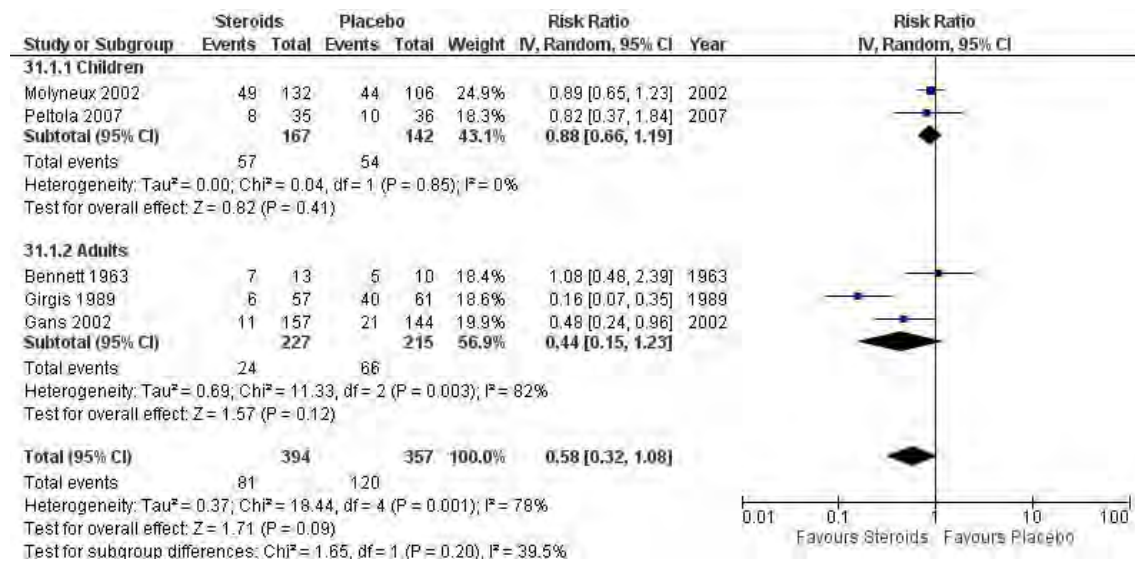 Steroids Placebo Risk Ratio Risk Ratio
Study or Subgroup Events Total Events Total Weight IV, Random, 95% CI Year IV, Random, 95% CI
31.1.1 Children
Molyneux 2002 49 132 44 106 24.9% 0.89 [0.65, 1.23] 2002
Peltola 2007 8 35 10 36 18.3% 0.82 [0.37, 1.84] 2007
Subtotal (95% CI) 167 142 43.1% 0.88 [0.66, 1.19]
Total events 57 54
Heterogeneity: Tau² = 0.00; Chi² = 0.04, df = 1 (P = 0.85); I² = 0%
Test for overall effect: Z = 0.82 (P = 0.41)
31.1.2 Adults
Bennett 1963 7 13 5 10 18.4% 1.08 [0.48, 2.39] 1963
Girgis 1989 6 57 40 61 18.6% 0.16 [0.07, 0.35] 1989
Gans 2002 11 157 21 144 19.9% 0.48 [0.24, 0.96] 2002
Subtotal (95% CI) 227 215 56.9% 0.44 [0.15, 1.23]
Total events 24 66
Heterogeneity: Tau² = 0.69; Chi² = 11.33, df = 2 (P = 0.003); I² = 82%
Test for overall effect: Z = 1.57 (P = 0.12)
Total (95% CI) 394 357 100.0% 0.58 [0.32, 1.08]
Total events 81 120
Heterogeneity: Tau² = 0.37; Chi² = 18.44, df = 4 (P = 0.001); I² = 78%
Test for overall effect: Z = 1.71 (P = 0.09)
Test for subgroup differences: Chi² = 1.65, df = 1 (P = 0.20), I² = 39.5%
0.01 0.1 1 10 100
Favours Steroids Favours Placebo